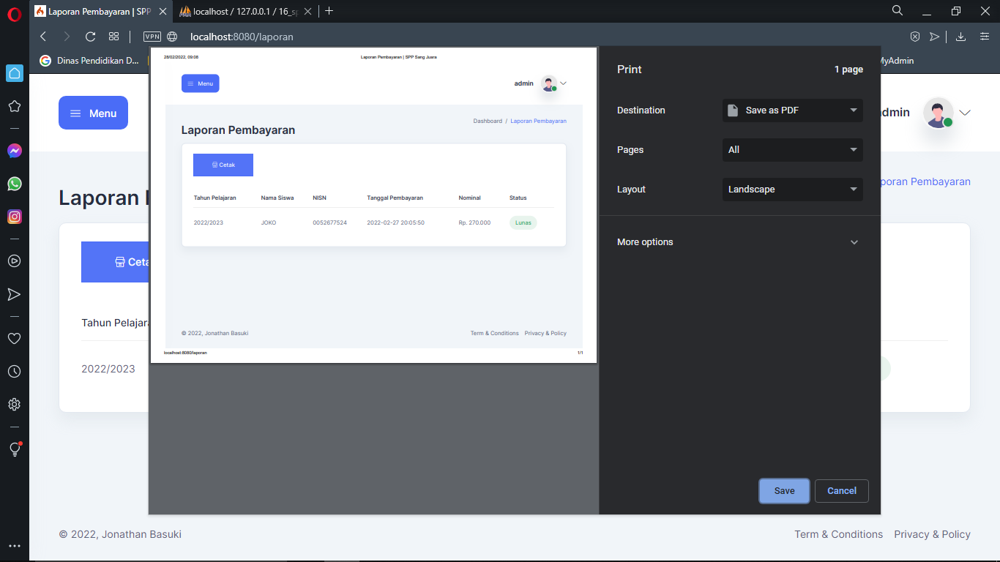 Laporan Pembayaran | SPP
localhost / 127.0.0.1 / 16_s
VPN
localhost:8080/laporan
Dinas Pendidikan D...
MyAdmin
Menu
dmin
poran Pembayaran
Laporan
Ceta
Tahun Pelajar
2022/2023
28/02/2022, 09:08
Laporan Pembayaran | SPP Sang Juara
Menu
admin
Dashboard / Laporan Pembayaran
Laporan Pembayaran
Cetak
Tahun Pelajaran Nama Siswa NISN Tanggal Pembayaran Nominal Status
2022/2023 JOKO 0052677524 2022-02-27 20:05:50 Rp. 270.000 Lunas
© 2022, Jonathan Basuki
Term & Conditions Privacy & Policy
localhost:8080/laporan
1/1
Print
1 page
Destination
Save as PDF
Pages
All
Layout
Landscape
More options
Save
Cancel
© 2022, Jonathan Basuki
Term & Conditions Privacy & Policy